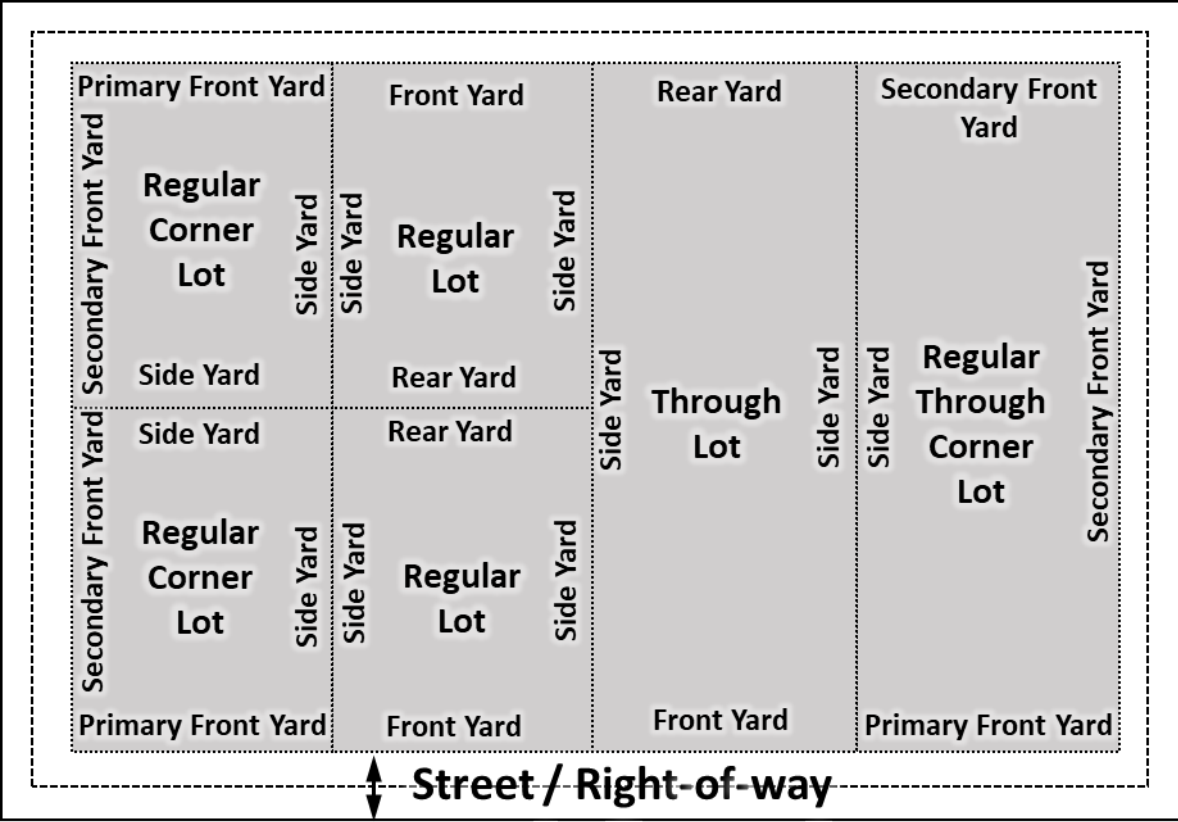 Primary Front Yard
Secondary Front Yard
Regular
Corner
Lot
Side Yard
Side Yard
Front Yard
Side Yard
Regular
Lot
Side Yard
Rear Yard
Secondary Front Yard
Side Yard
Regular
Corner
Lot
Side Yard
Primary Front Yard
Rear Yard
Side Yard
Regular
Lot
Side Yard
Front Yard
Rear Yard
Side Yard
Through
Lot
Side Yard
Front Yard
Secondary Front
Yard
Side Yard
Regular
Through
Corner
Lot
Secondary Front Yard
Primary Front Yard
Street / Right-of-way